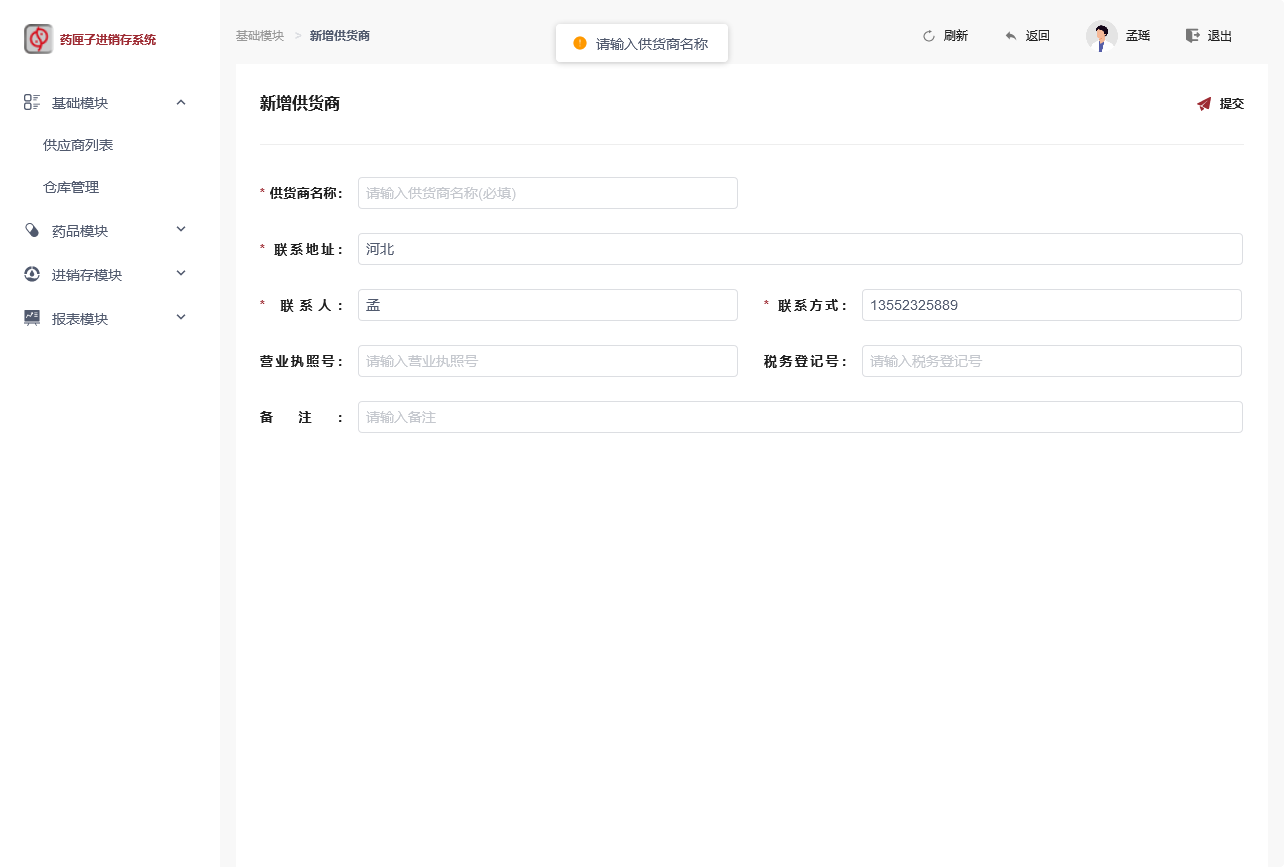 药匣子进销存系统
基础模块 > 新增供货商
请输入供货商名称
刷新
返回
孟瑶
退出
基础模块
供应商列表
仓库管理
药品模块
进销存模块
报表模块
新增供货商
提交
* 供货商名称: 请输入供货商名称(必填)
* 联系地址: 河北
* 联系人: 孟
* 联系方式: 13552325889
营业执照号: 请输入营业执照号
税务登记号: 请输入税务登记号
备注: 请输入备注